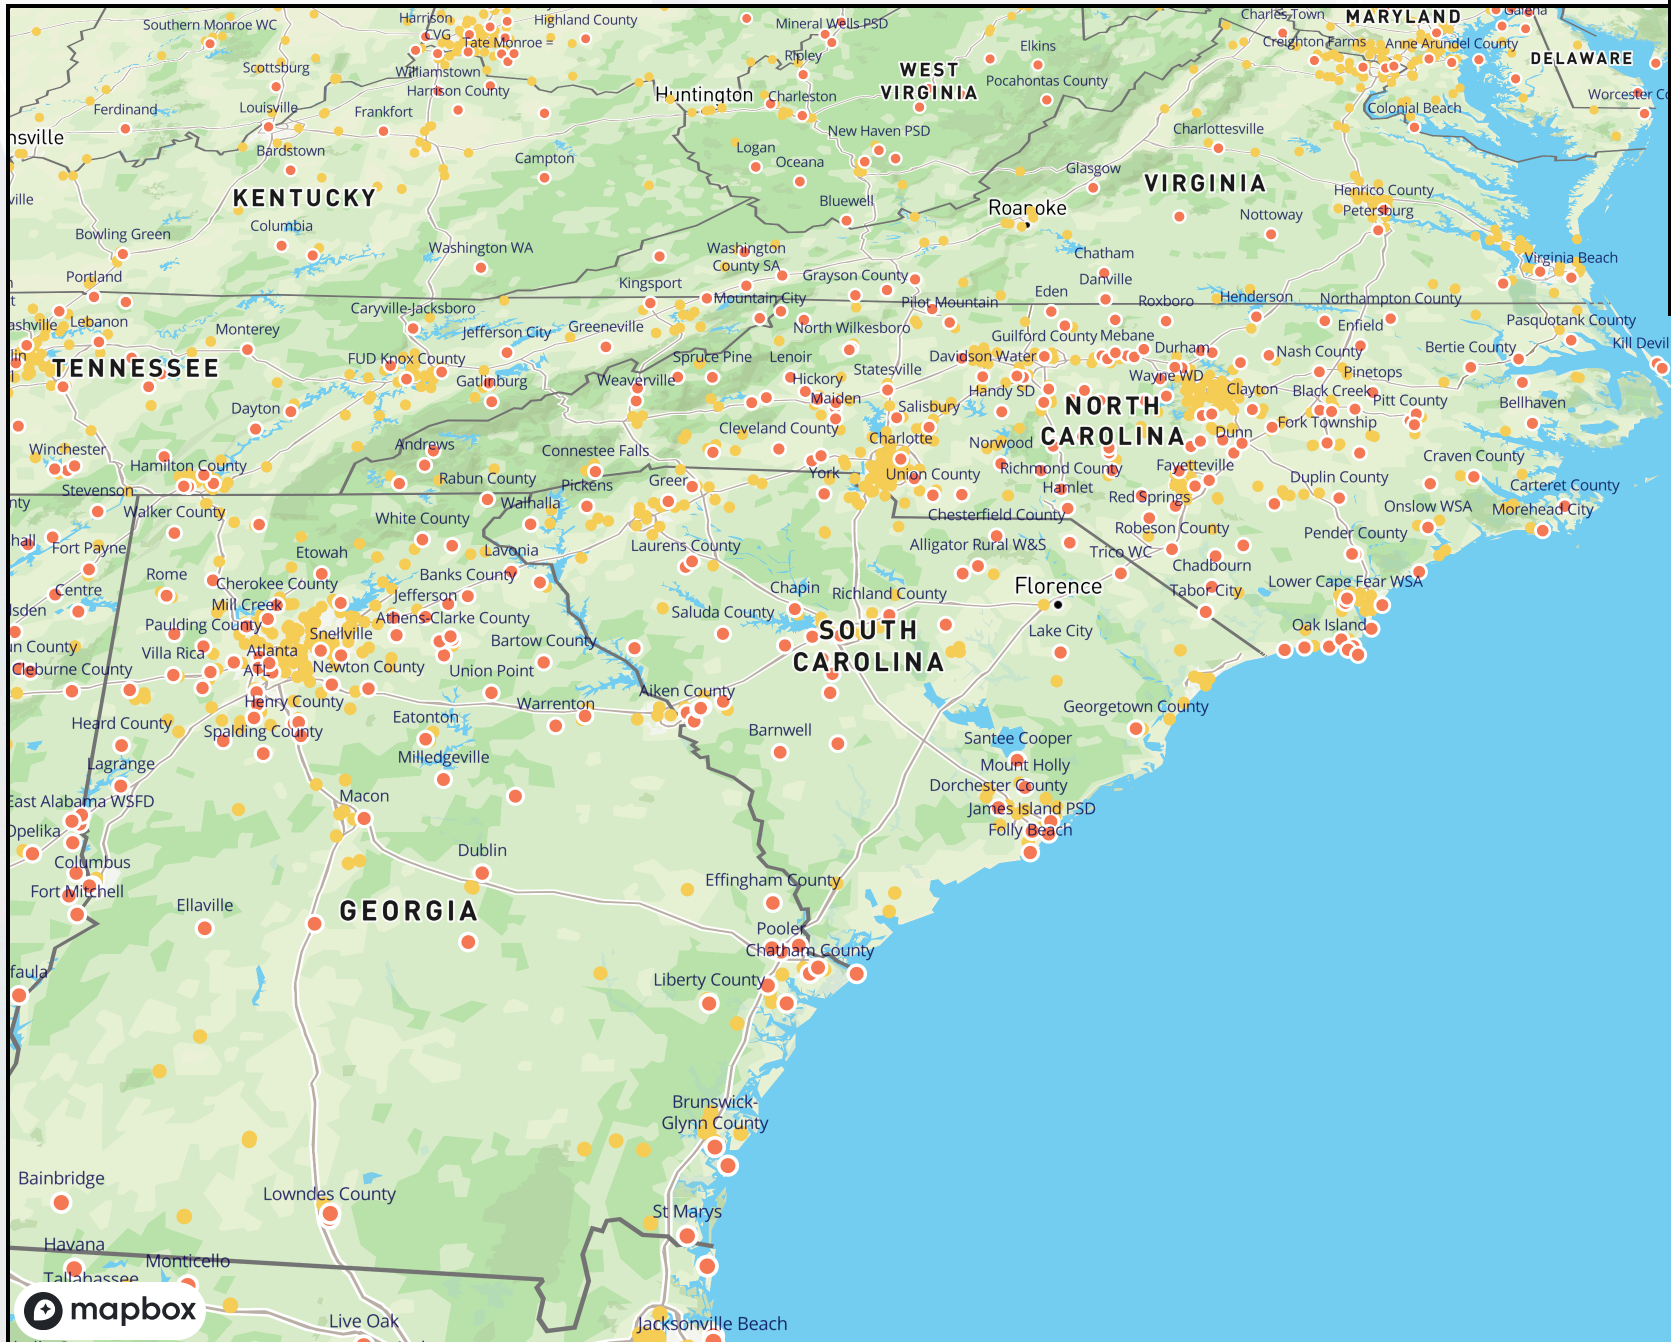 Southern Monroe WC
Harrison
CVG
Tate Monroe =
Highland County
Mineral Wells PSD
Ripley
Elkins
Charles Town
MARYLAND
Galena
Creighton Farms
Anne Arundel County
DELAWARE
Scottsburg
Williamstown
Harrison County
WEST
VIRGINIA
Pocahontas County
Worcester Co
Ferdinand
Louisville
Frankfort
Huntington
Charleston
Colonial Beach
nsville
Bardstown
Campton
Logan
Oceana
New Haven PSD
Charlottesville
Glasgow
VIRGINIA
KENTUCKY
ville
Henrico County
Petersburg
Bluewell
Roanoke
Nottoway
Bowling Green
Columbia
Washington WA
Washington
County SA
Chatham
Virginia Beach
Portland
Kingsport
Grayson County
Danville
t
Caryville-Jacksboro
Mountain City
Pilot Mountain
Eden
Roxboro
Henderson
Northampton County
ashville
Lebanon
Monterey
Jefferson City
Greeneville
North Wilkesboro
Guilford County
Mebane
Enfield
Pasquotank County
Kill Devil
lin
TENNESSEE
FUD Knox County
Gatlinburg
Spruce Pine
Lenoir
Statesville
Davidson Water
Durham
Nash County
Bertie County
Weaverville
Hickory
Maiden
Handy SD
Wayne WD
Clayton
Pinetops
Black Creek
Pitt County
Bellhaven
Dayton
Salisbury
NORTH
CAROLINA
Fork Township
Winchester
Andrews
Connestee Falls
Cleveland County
Charlotte
Norwood
Dunn
Craven County
Hamilton County
Rabun County
Pickens
Greer
York
Union County
Richmond County
Fayetteville
Duplin County
Carteret County
Stevenson
Walhalla
Hamlet
Red Springs
nty
Walker County
White County
Chesterfield County
Robeson County
Onslow WSA
Morehead City
hall
Fort Payne
Etowah
Lavonia
Laurens County
Alligator Rural W&S
Trico WC
Pender County
Centre
Rome
Cherokee County
Banks County
Chapin
Richland County
Florence
Chadbourn
Tabor City
Lower Cape Fear WSA
dsden
Mill Creek
Jefferson
Saluda County
Paulding County
Snellville
Athens-Clarke County
SOUTH
CAROLINA
Lake City
Oak Island
un County
Villa Rica
Atlanta
ATL
Bartow County
Cleburne County
Newton County
Union Point
Aiken County
Henry County
Warrenton
Georgetown County
Heard County
Spalding County
Eatonton
Barnwell
Santee Cooper
Lagrange
Milledgeville
Mount Holly
Dorchester County
East Alabama WSFD
Macon
James Island PSD
Opelika
Folly Beach
Columbus
Dublin
Fort Mitchell
Effingham County
Ellaville
GEORGIA
Pooler
Chatham County
faula
Liberty County
Brunswick-
Glynn County
Bainbridge
Lowndes County
St Marys
Havana
Monticello
Tallahassee
mapbox
Live Oak
Jacksonville Beach